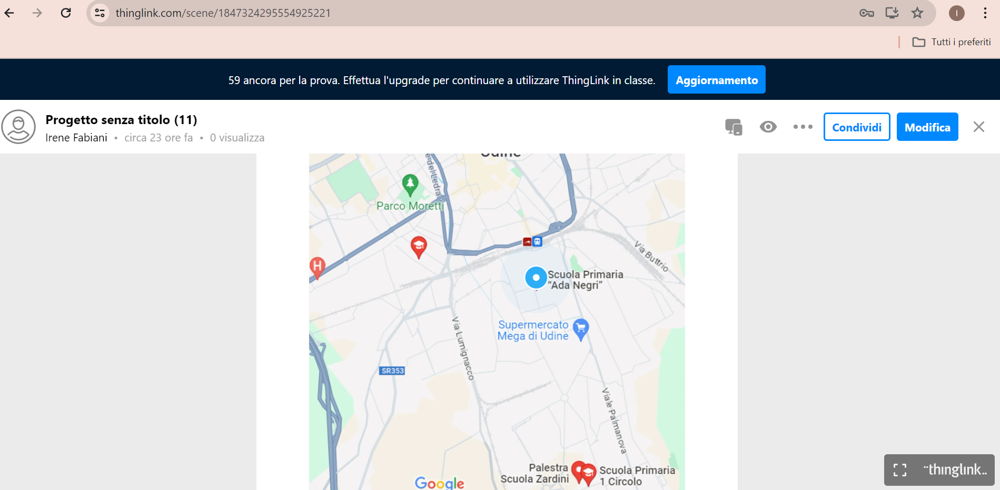 thinglink.com/scene/1847324295554925221
I
Tutti i preferiti
59 ancora per la prova. Effettua l'upgrade per continuare a utilizzare ThingLink in classe.
Aggiornamento
Progetto senza titolo (11)
Irene Fabiani • circa 23 ore fa • 0 visualizza
Condividi
Modifica
Udine
Parco Moretti
H
Via Buttrio
Scuola Primaria
“Ada Negri”
Supermercato
Mega di Udine
Via Lumignacco
SR353
Viale Palmanova
Palestra
Scuola Zardini
Scuola Primaria
1 Circolo
Google
thinglink..